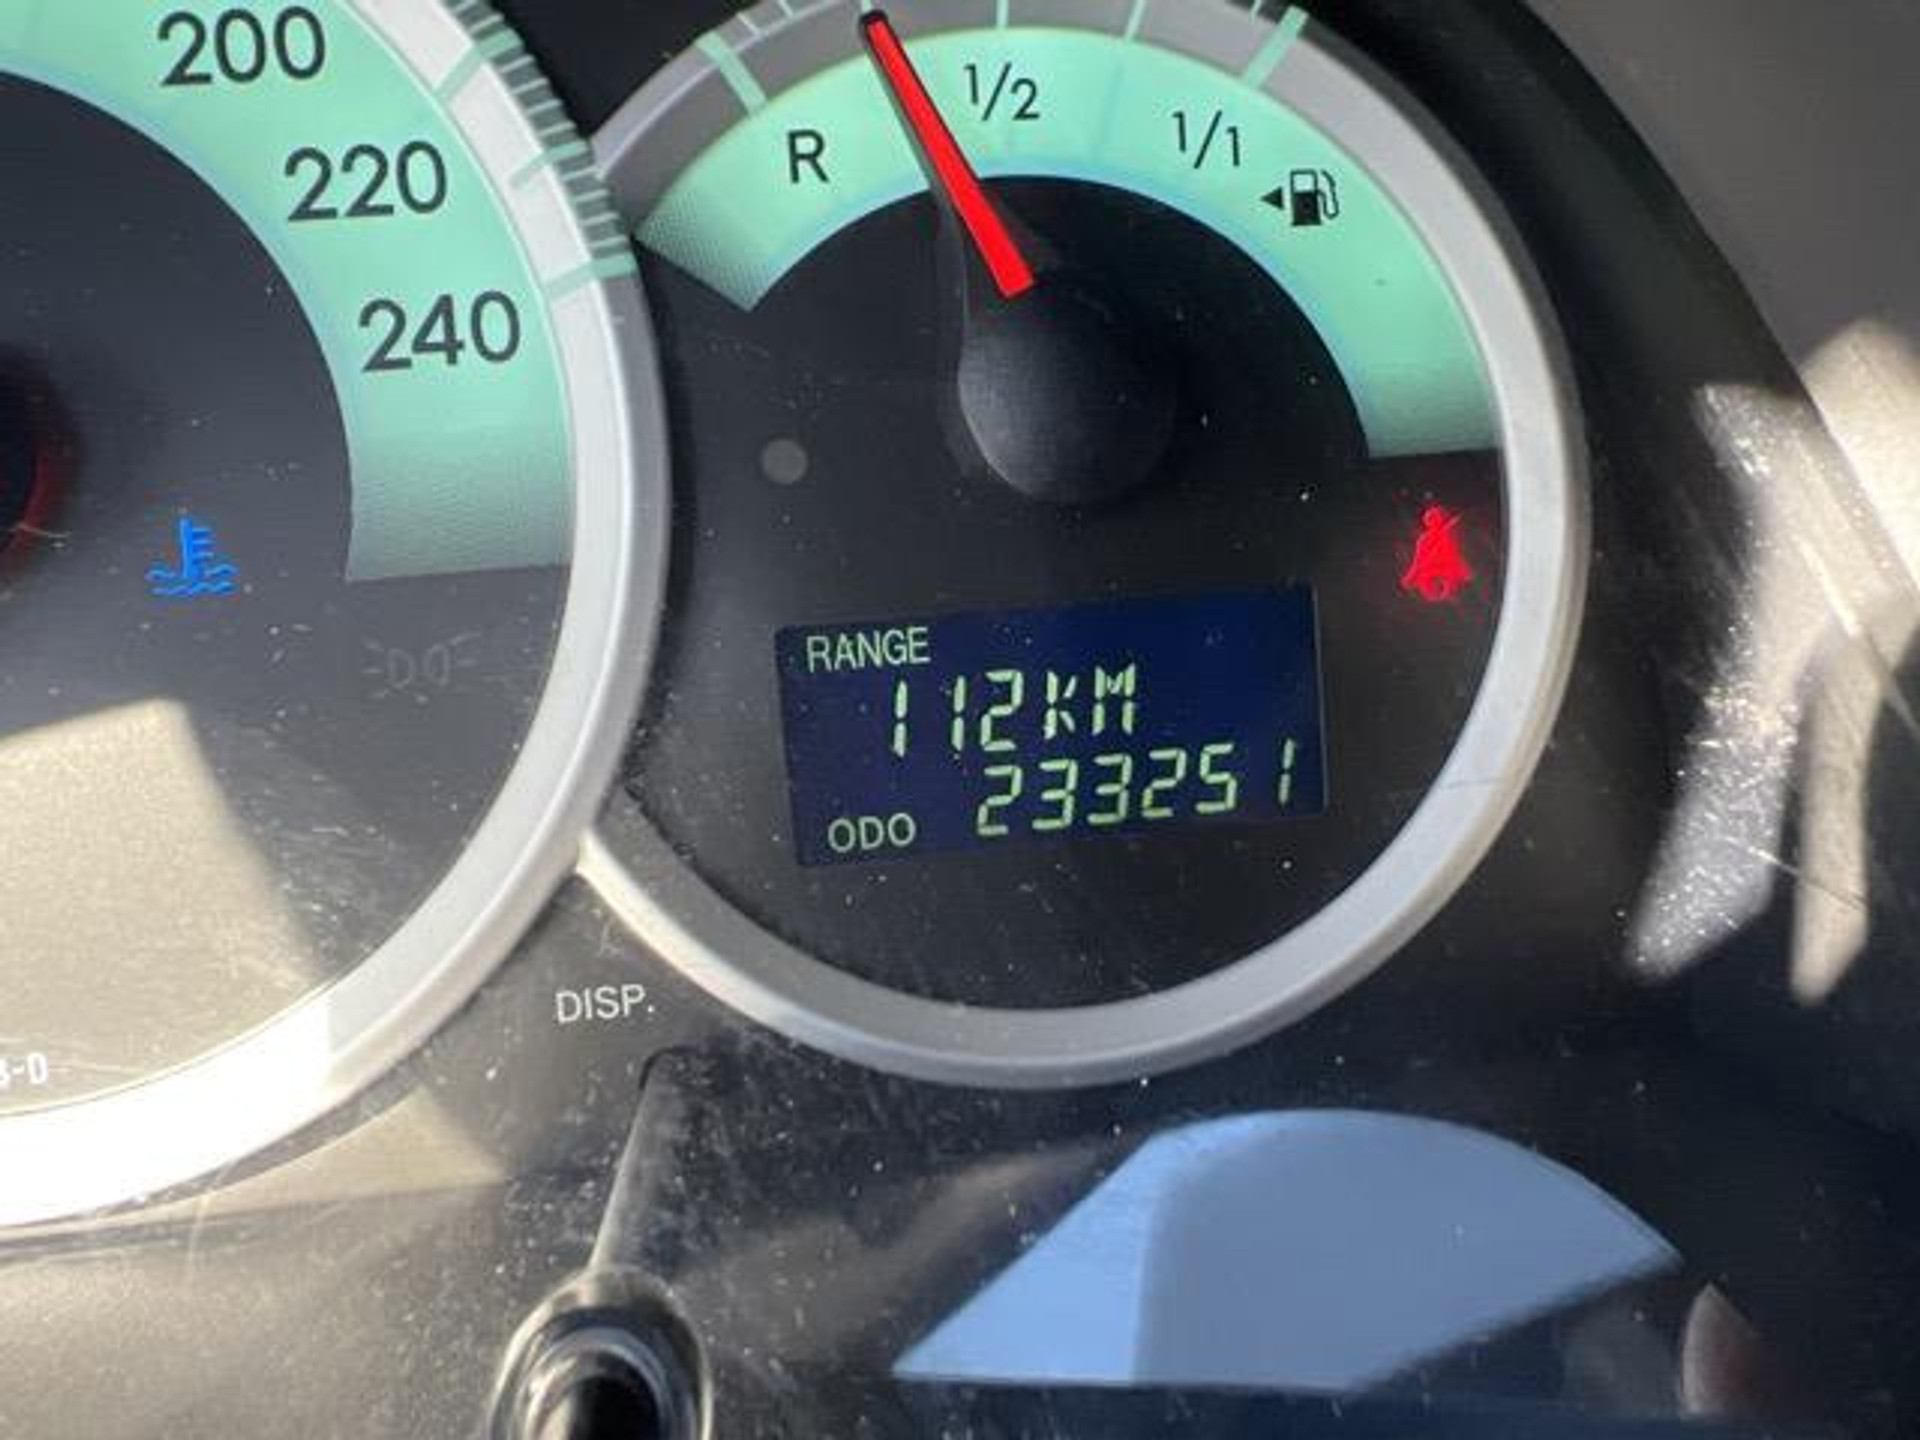 200
220
240
R
1/2
1/1
RANGE
112KM
ODO 233251
DISP.
-D